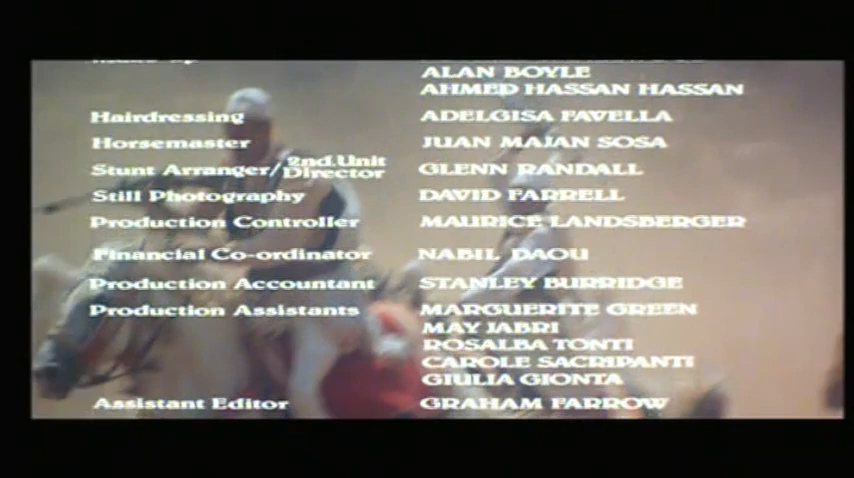 ALAN BOYLE
AHMED HASSAN HASSAN
Hairdressing ADELGISA FAVELLA
Horsemaster JUAN MAJAN SOSA
Stunt Arranger/2nd.Unit Director GLENN RANDALL
Still Photography DAVID FARRELL
Production Controller MAURICE LANDSBERGER
Financial Co-ordinator NABIL DAOU
Production Accountant STANLEY BURRIDGE
Production Assistants MARGUERITE GREEN
MAY JABRI
ROSALBA TONTI
CAROLE SACRIPANTI
GIULIA GIONTA
Assistant Editor GRAHAM FARROW